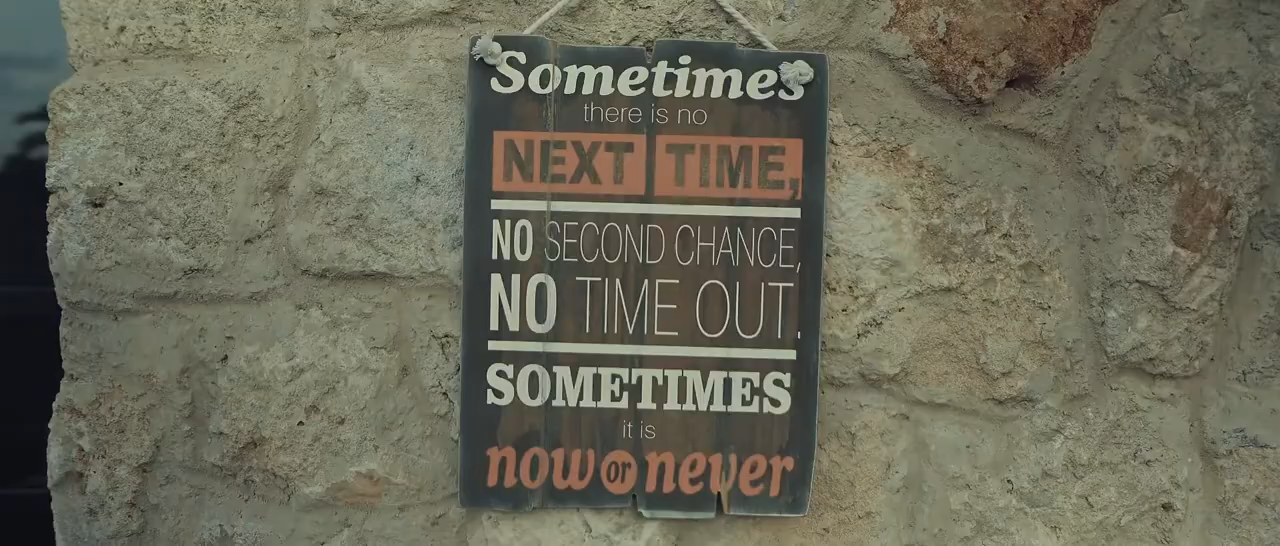 Sometimes
there is no
NEXT TIME,
NO SECOND CHANCE,
NO TIME OUT.
SOMETIMES
it is
now or never